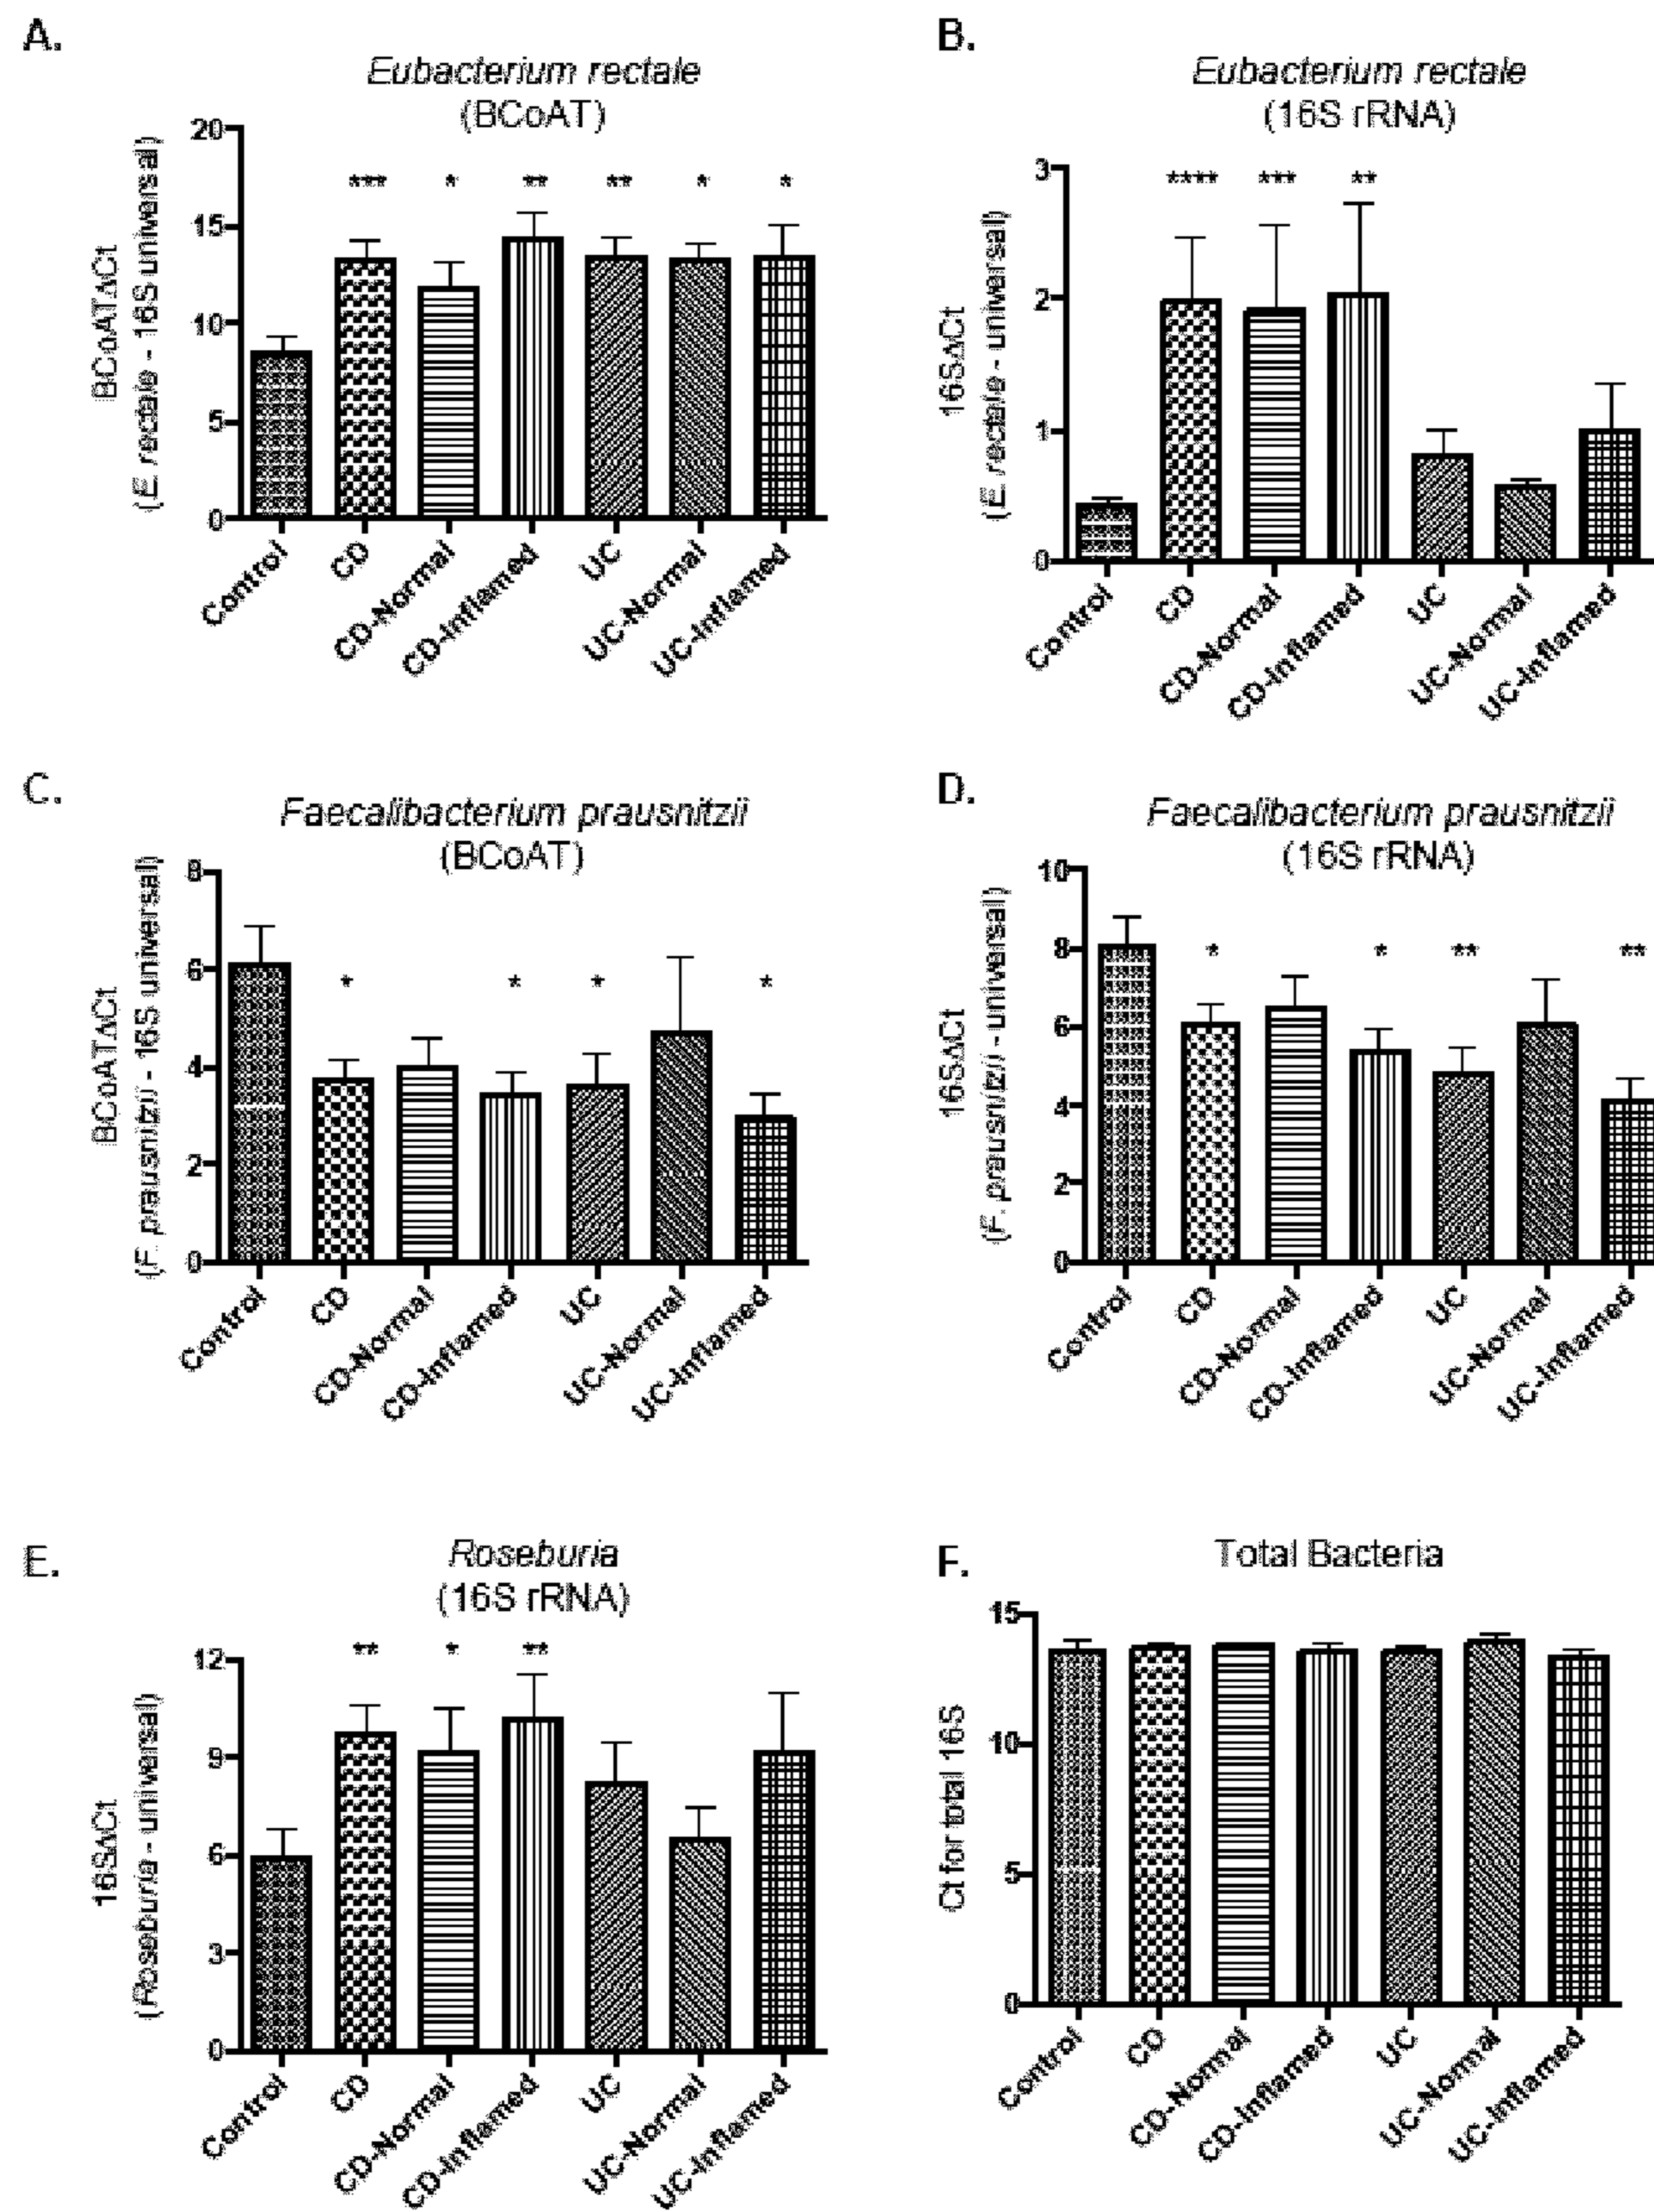 A.
Eubacterium rectale
(BCoAT)
BCoATΔCt
(E. rectale - 16S universal)
20
15
10
5
0
*** * ** ** * *
Control
CD
CD-Normal
CD-Inflamed
UC
UC-Normal
UC-Inflamed
B.
Eubacterium rectale
(16S rRNA)
16SΔCt
(E. rectale - universal)
3
2
1
0
**** *** **
Control
CD
CD-Normal
CD-Inflamed
UC
UC-Normal
UC-Inflamed
C.
Faecalibacterium prausnitzii
(BCoAT)
BCoATΔCt
(F. prausnitzii - 16S universal)
8
6
4
2
0
* * * *
Control
CD
CD-Normal
CD-Inflamed
UC
UC-Normal
UC-Inflamed
D.
Faecalibacterium prausnitzii
(16S rRNA)
16SΔCt
(F. prausnitzii - universal)
10
8
6
4
2
0
* * ** **
Control
CD
CD-Normal
CD-Inflamed
UC
UC-Normal
UC-Inflamed
E.
Roseburia
(16S rRNA)
16SΔCt
(Roseburia - universal)
12
9
6
3
0
** * **
Control
CD
CD-Normal
CD-Inflamed
UC
UC-Normal
UC-Inflamed
F.
Total Bacteria
Ct for total 16S
15
10
5
0
Control
CD
CD-Normal
CD-Inflamed
UC
UC-Normal
UC-Inflamed